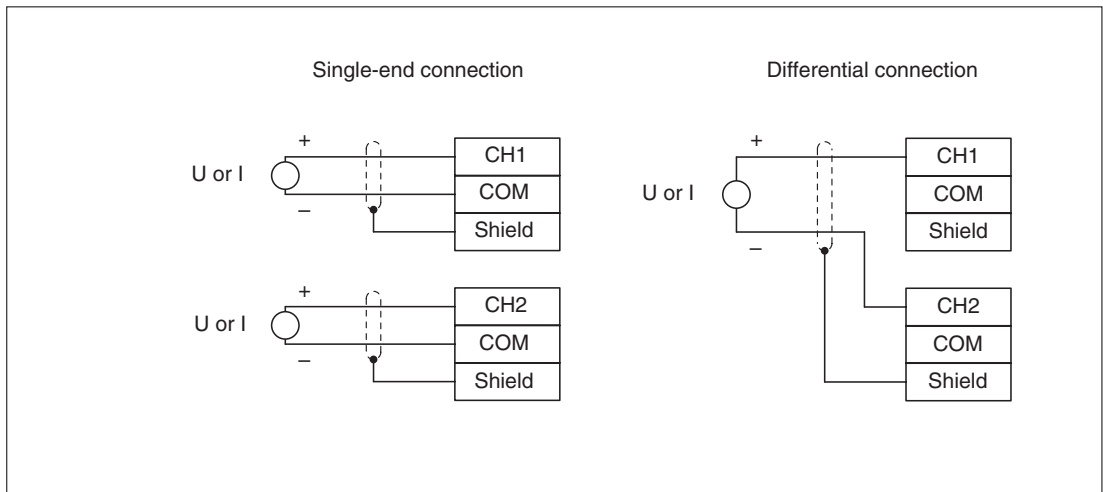 Single-end connection
+
U or I
–
CH1
COM
Shield
+
U or I
–
CH2
COM
Shield
Differential connection
+
U or I
–
CH1
COM
Shield
CH2
COM
Shield